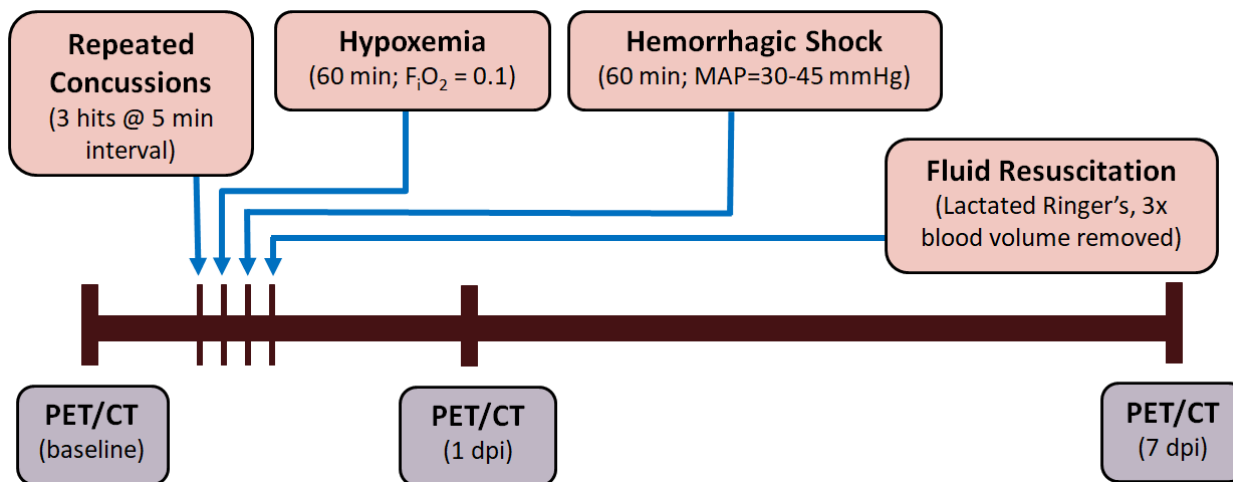 Repeated
Concussions
(3 hits @ 5 min
interval)
Hypoxemia
(60 min; FᵢO₂ = 0.1)
Hemorrhagic Shock
(60 min; MAP=30-45 mmHg)
Fluid Resuscitation
(Lactated Ringer’s, 3x
blood volume removed)
PET/CT
(baseline)
PET/CT
(1 dpi)
PET/CT
(7 dpi)